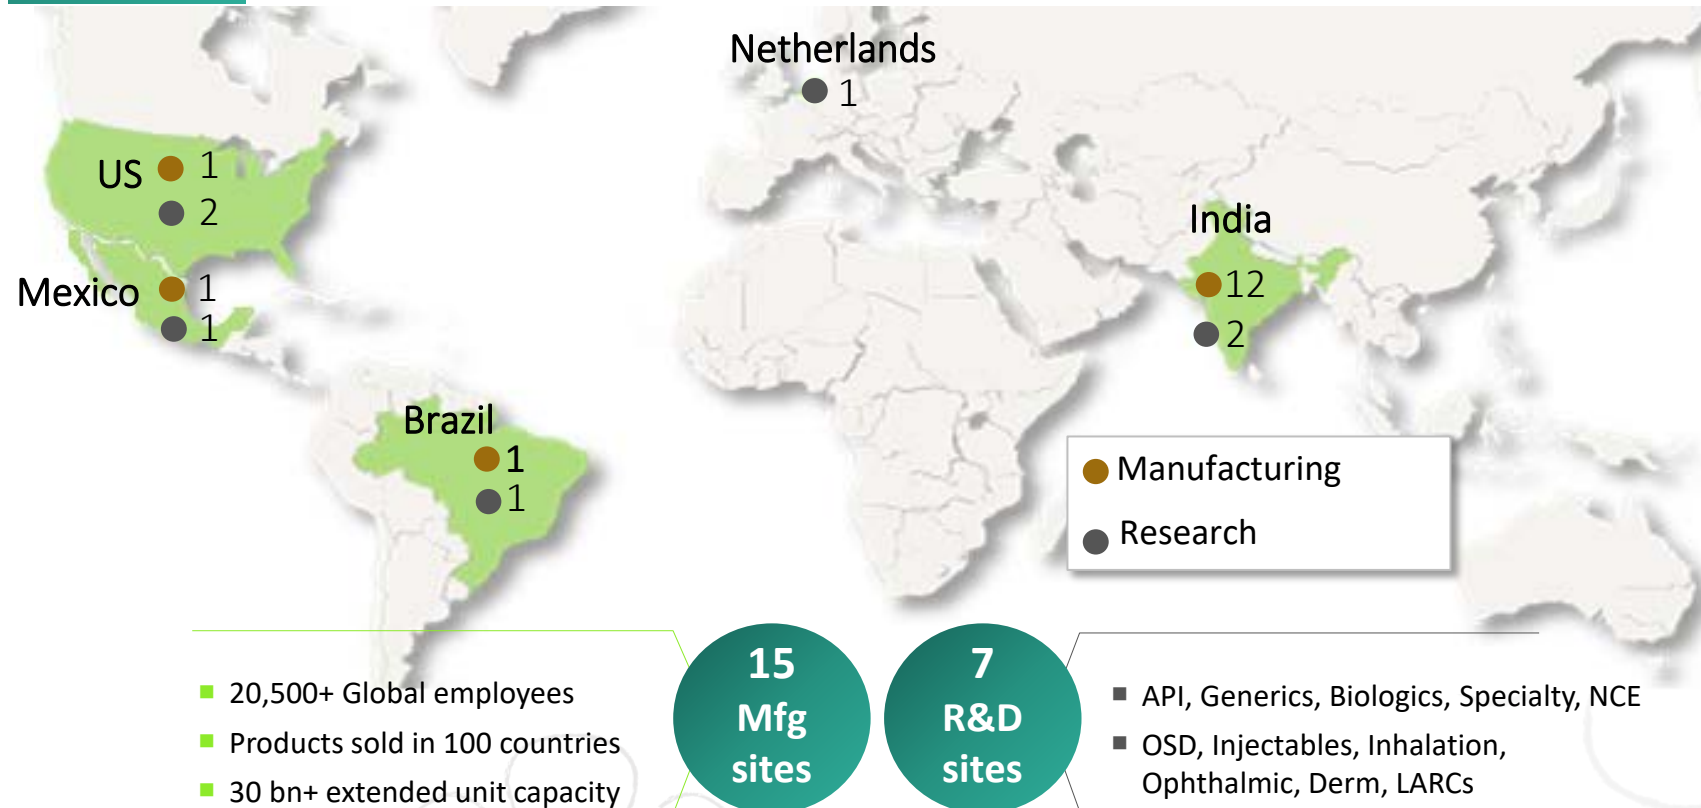 Netherlands
1
US
1
2
India
12
2
Mexico
1
1
Brazil
1
1
Manufacturing
Research
15
Mfg
sites
7
R&D
sites
20,500+ Global employees
Products sold in 100 countries
30 bn+ extended unit capacity
API, Generics, Biologics, Specialty, NCE
OSD, Injectables, Inhalation,
Ophthalmic, Derm, LARCs